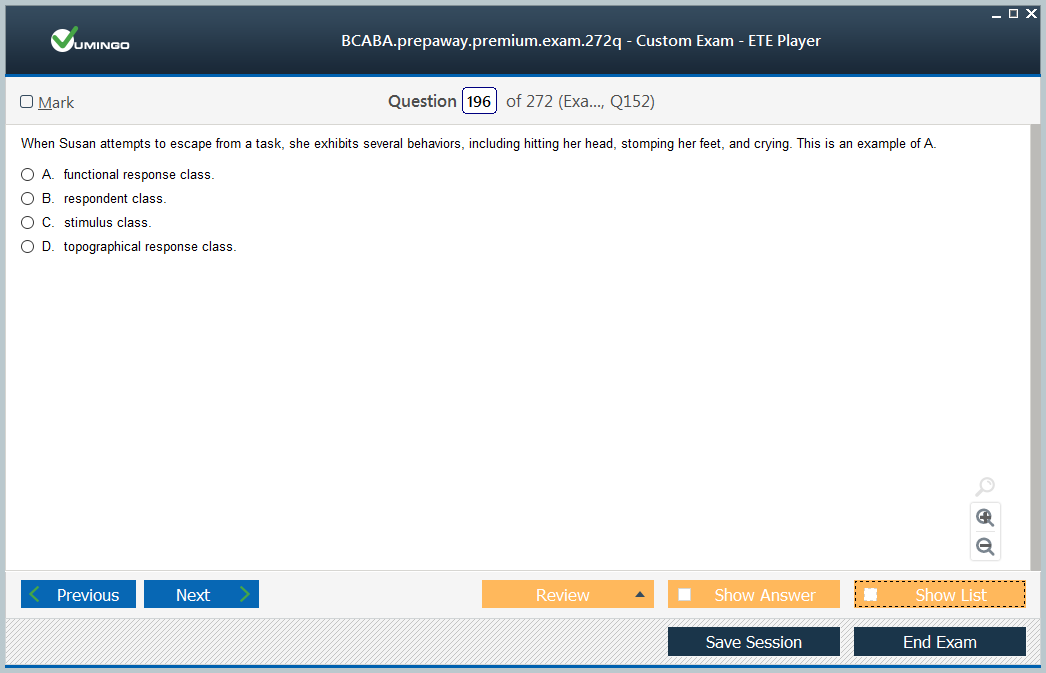 VUMINGO
BCABA.prepaway.premium.exam.272q - Custom Exam - ETE Player
Mark
Question 196 of 272 (Exa..., Q152)
When Susan attempts to escape from a task, she exhibits several behaviors, including hitting her head, stomping her feet, and crying. This is an example of A.
A. functional response class.
B. respondent class.
C. stimulus class.
D. topographical response class.
Previous Next Review Show Answer Show List
Save Session End Exam